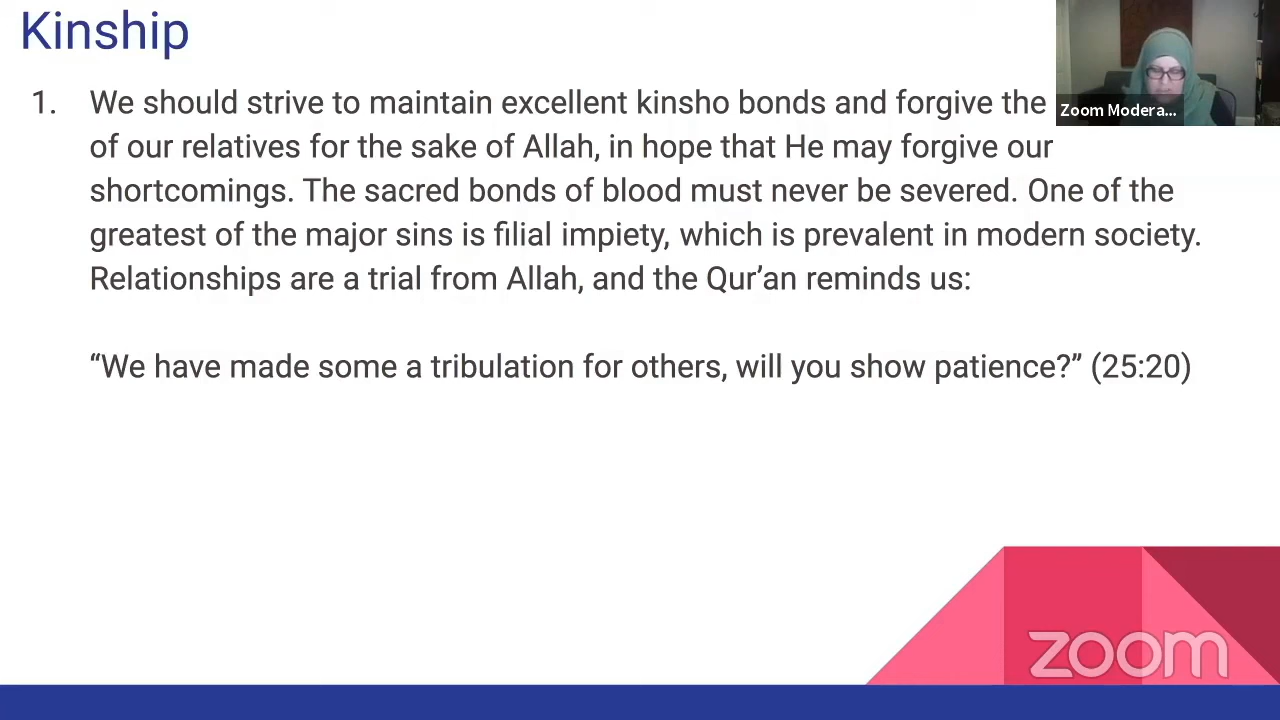 Kinship
1. We should strive to maintain excellent kinsho bonds and forgive the
of our relatives for the sake of Allah, in hope that He may forgive our
shortcomings. The sacred bonds of blood must never be severed. One of the
greatest of the major sins is filial impiety, which is prevalent in modern society.
Relationships are a trial from Allah, and the Qur’an reminds us:
“We have made some a tribulation for others, will you show patience?” (25:20)
Zoom Modera...
zoom